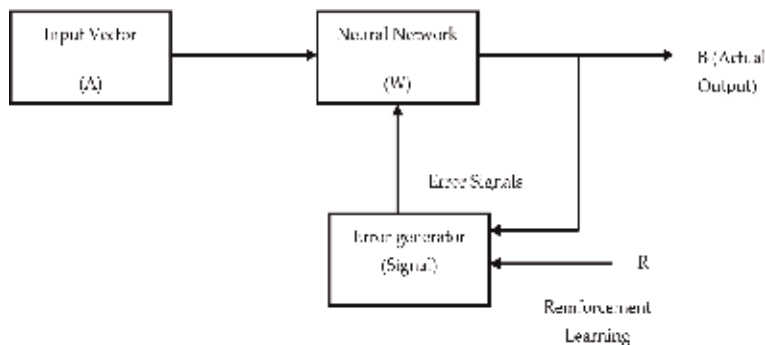 Input Vector
(A)
Neural Network
(W)
B (Actual
Output)
Error Signals
Error generator
(Signal)
R
Reinforcement
Learning